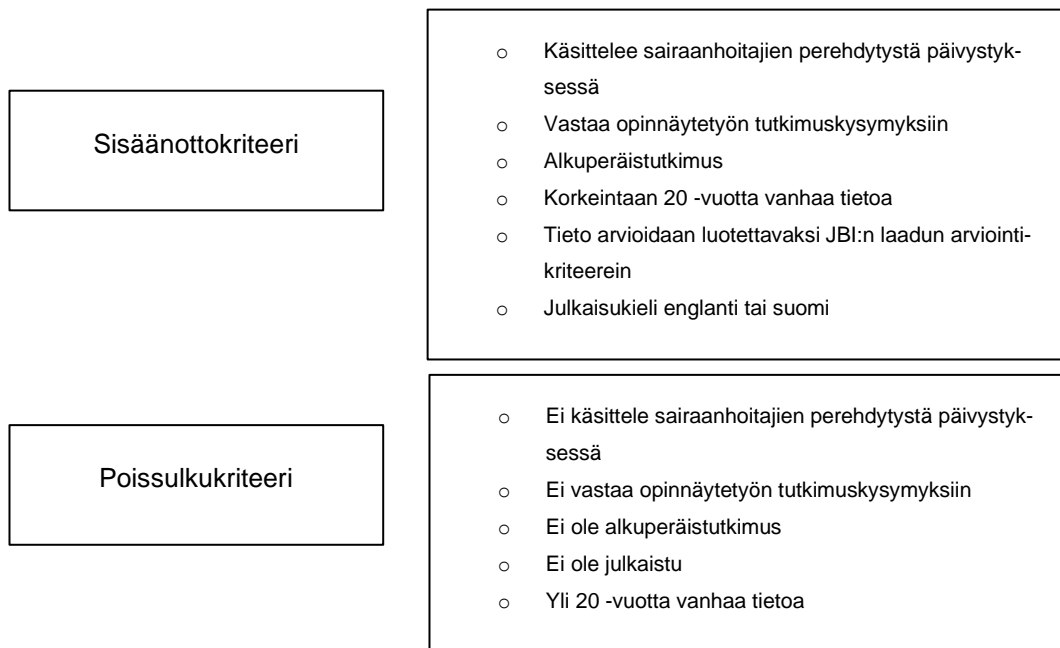 Sisäänottokriteeri
o Käsittelee sairaanhoitajien perehdytystä päivystyk-
sessä
o Vastaa opinnäytetyön tutkimuskysymyksiin
o Alkuperäistutkimus
o Korkeintaan 20 -vuotta vanhaa tietoa
o Tieto arvioidaan luotettavaksi JBI:n laadun arviointi-
kriteerein
o Julkaisukieli englanti tai suomi
Poissulkukriteeri
o Ei käsittele sairaanhoitajien perehdytystä päivystyk-
sessä
o Ei vastaa opinnäytetyön tutkimuskysymyksiin
o Ei ole alkuperäistutkimus
o Ei ole julkaistu
o Yli 20 -vuotta vanhaa tietoa